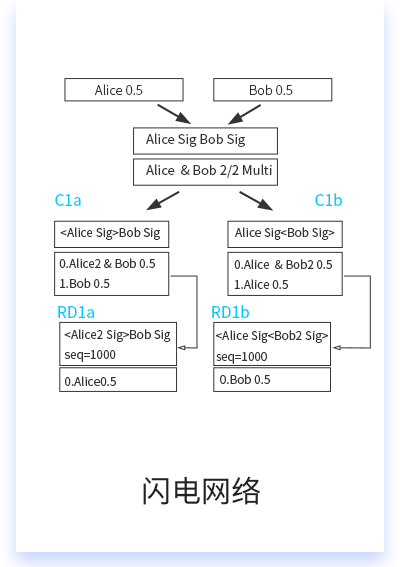 Alice 0.5
Bob 0.5
Alice Sig Bob Sig
Alice & Bob 2/2 Multi
C1a
C1b
<Alice Sig>Bob Sig
Alice Sig<Bob Sig>
0.Alice2 & Bob 0.5
1.Bob 0.5
0.Alice & Bob2 0.5
1.Alice 0.5
RD1a
RD1b
<Alice2 Sig>Bob Sig
seq=1000
<Alice Sig<Bob2 Sig>
seq=1000
0.Alice0.5
0.Bob 0.5
闪电网络